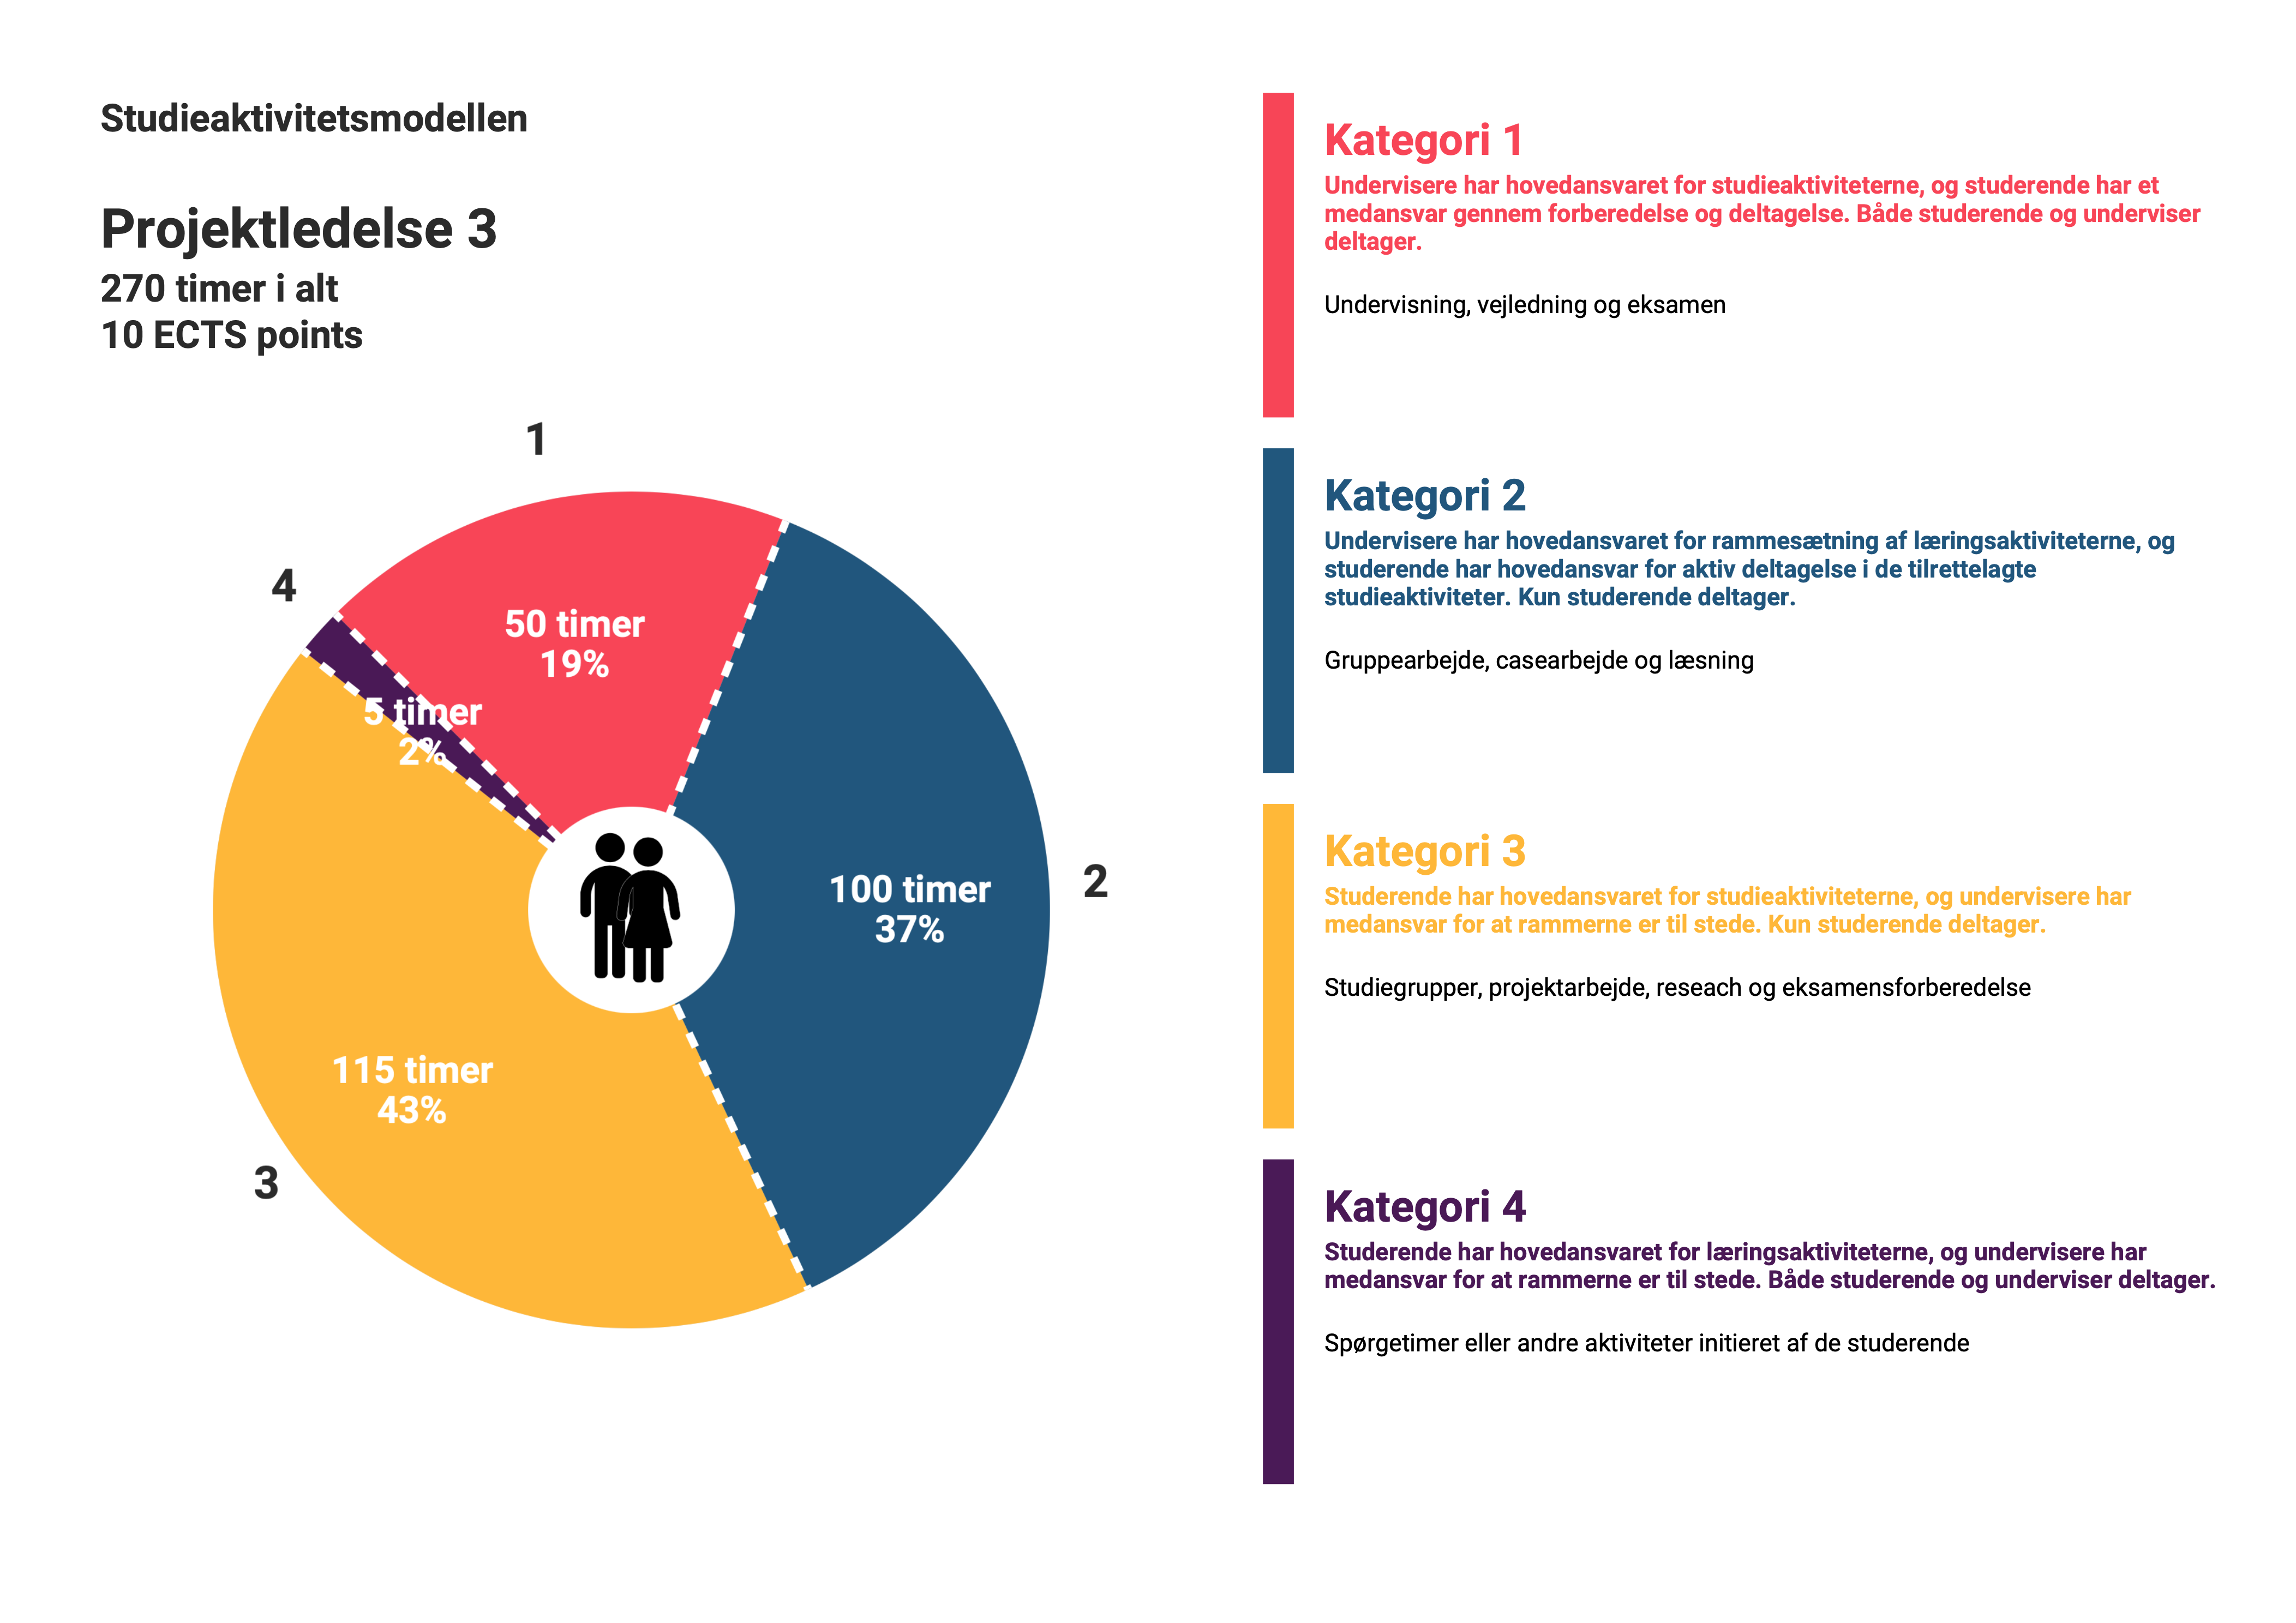 Studieaktivitetsmodellen
Projektledelse 3
270 timer i alt
10 ECTS points
1
50 timer
19%
4
5 timer
2%
100 timer
37%
2
115 timer
43%
3
Kategori 1
Undervisere har hovedansvaret for studieaktiviteterne, og studerende har et
medansvar gennem forberedelse og deltagelse. Både studerende og underviser
deltager.
Undervisning, vejledning og eksamen
Kategori 2
Undervisere har hovedansvaret for rammesætning af læringsaktiviteterne, og
studerende har hovedansvar for aktiv deltagelse i de tilrettelagte
studieaktiviteter. Kun studerende deltager.
Gruppearbejde, casearbejde og læsning
Kategori 3
Studerende har hovedansvaret for studieaktiviteterne, og undervisere har
medansvar for at rammerne er til stede. Kun studerende deltager.
Studiegrupper, projektarbejde, reseach og eksamensforberedelse
Kategori 4
Studerende har hovedansvaret for læringsaktiviteterne, og undervisere har
medansvar for at rammerne er til stede. Både studerende og underviser deltager.
Spørgetimer eller andre aktiviteter initieret af de studerende